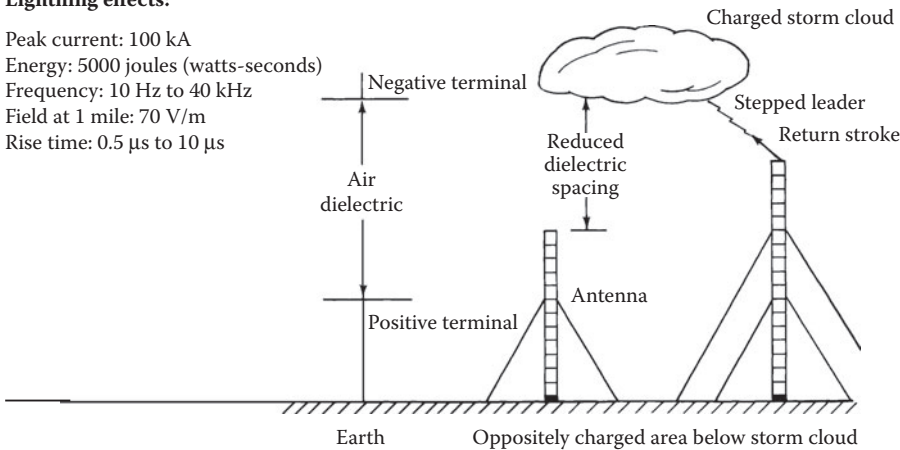 Lightning effects:
Peak current: 100 kA
Energy: 5000 joules (watts-seconds)
Frequency: 10 Hz to 40 kHz
Field at 1 mile: 70 V/m
Rise time: 0.5 μs to 10 μs
Charged storm cloud
Negative terminal
Stepped leader
Return stroke
Reduced
dielectric
spacing
Air
dielectric
Antenna
Positive terminal
Earth
Oppositely charged area below storm cloud